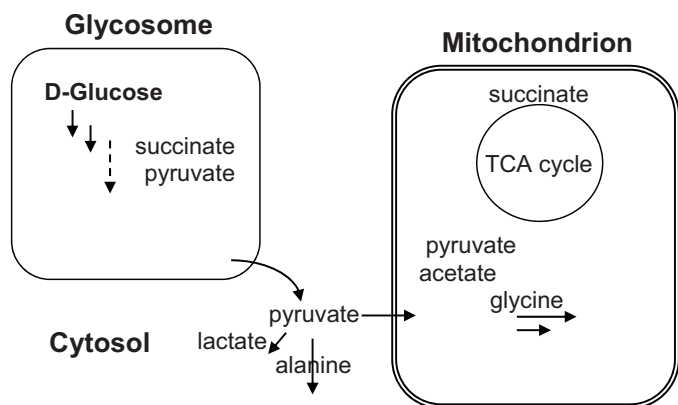 Glycosome
Mitochondrion
D-Glucose
succinate
pyruvate
succinate
TCA cycle
pyruvate
acetate
glycine
pyruvate
lactate
alanine
Cytosol